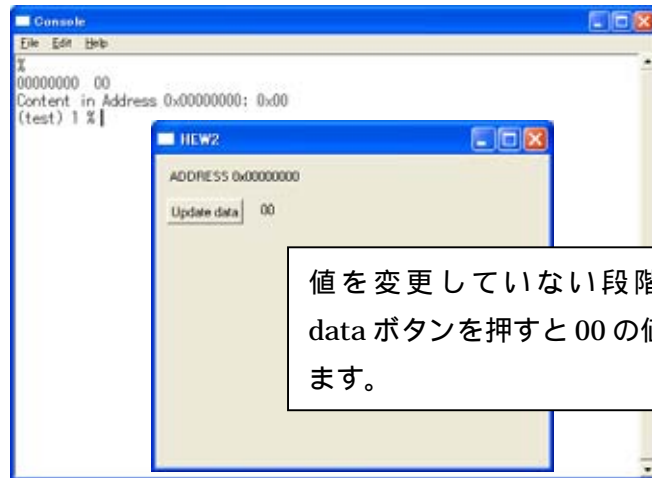 Console
File Edit Help
%
00000000 00
Content in Address 0x00000000: 0x00
(test) 1 %
HEW2
ADDRESS 0x00000000
Update data 00
値を変更していない段階
data ボタンを押すと 00 の
ます。